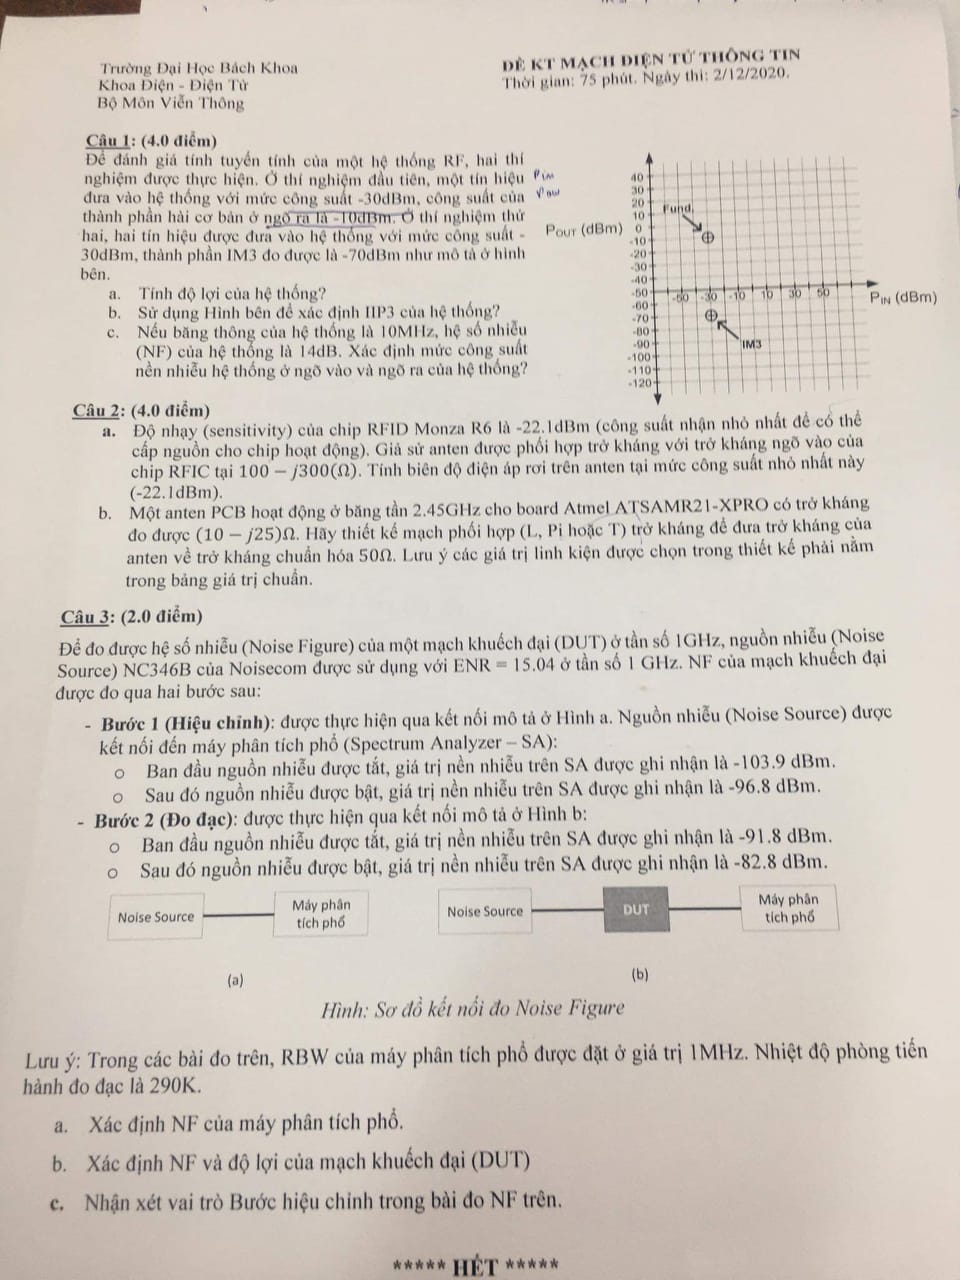 Trường Đại Học Bách Khoa
Khoa Điện - Điện Tử
Bộ Môn Viễn Thông
ĐỀ KT MẠCH ĐIỆN TỬ THÔNG TIN
Thời gian: 75 phút. Ngày thi: 2/12/2020.
Câu 1: (4.0 điểm)
Để đánh giá tính tuyến tính của một hệ thống RF, hai thí
nghiệm được thực hiện. Ở thí nghiệm đầu tiên, một tín hiệu
đưa vào hệ thống với mức công suất -30dBm, công suất của
thành phần hài cơ bản ở ngõ ra là -10dBm. Ở thí nghiệm thứ
hai, hai tín hiệu được đưa vào hệ thống với mức công suất -
30dBm, thành phần IM3 đo được là -70dBm như mô tả ở hình
bên.
a. Tính độ lợi của hệ thống?
b. Sử dụng Hình bên để xác định IIP3 của hệ thống?
c. Nếu băng thông của hệ thống là 10MHz, hệ số nhiễu
(NF) của hệ thống là 14dB. Xác định mức công suất
nền nhiễu hệ thống ở ngõ vào và ngõ ra của hệ thống?
POUT (dBm)
40
30
20
10
0
-10
-20
-30
-40
-50
-60
-70
-80
-90
-100
-110
-120
Fund.
-50 -30 -10 10 30 50
PIN (dBm)
IM3
Câu 2: (4.0 điểm)
a. Độ nhạy (sensitivity) của chip RFID Monza R6 là -22.1dBm (công suất nhận nhỏ nhất để có thể
cấp nguồn cho chip hoạt động). Giả sử anten được phối hợp trở kháng với trở kháng ngõ vào của
chip RFIC tại 100 − j300(Ω). Tính biên độ điện áp rơi trên anten tại mức công suất nhỏ nhất này
(-22.1dBm).
b. Một anten PCB hoạt động ở băng tần 2.45GHz cho board Atmel ATSAMR21-XPRO có trở kháng
đo được (10 − j25)Ω. Hãy thiết kế mạch phối hợp (L, Pi hoặc T) trở kháng để đưa trở kháng của
anten về trở kháng chuẩn hóa 50Ω. Lưu ý các giá trị linh kiện được chọn trong thiết kế phải nằm
trong bảng giá trị chuẩn.
Câu 3: (2.0 điểm)
Để đo được hệ số nhiễu (Noise Figure) của một mạch khuếch đại (DUT) ở tần số 1GHz, nguồn nhiễu (Noise
Source) NC346B của Noisecom được sử dụng với ENR = 15.04 ở tần số 1 GHz. NF của mạch khuếch đại
được đo qua hai bước sau:
- Bước 1 (Hiệu chỉnh): được thực hiện qua kết nối mô tả ở Hình a. Nguồn nhiễu (Noise Source) được
kết nối đến máy phân tích phổ (Spectrum Analyzer – SA):
o Ban đầu nguồn nhiễu được tắt, giá trị nền nhiễu trên SA được ghi nhận là -103.9 dBm.
o Sau đó nguồn nhiễu được bật, giá trị nền nhiễu trên SA được ghi nhận là -96.8 dBm.
- Bước 2 (Đo đạc): được thực hiện qua kết nối mô tả ở Hình b:
o Ban đầu nguồn nhiễu được tắt, giá trị nền nhiễu trên SA được ghi nhận là -91.8 dBm.
o Sau đó nguồn nhiễu được bật, giá trị nền nhiễu trên SA được ghi nhận là -82.8 dBm.
Noise Source
Máy phân
tích phổ
Noise Source
DUT
Máy phân
tích phổ
(a)
(b)
Hình: Sơ đồ kết nối đo Noise Figure
Lưu ý: Trong các bài đo trên, RBW của máy phân tích phổ được đặt ở giá trị 1MHz. Nhiệt độ phòng tiến
hành đo đạc là 290K.
a. Xác định NF của máy phân tích phổ.
b. Xác định NF và độ lợi của mạch khuếch đại (DUT)
c. Nhận xét vai trò Bước hiệu chỉnh trong bài đo NF trên.
***** HẾT *****